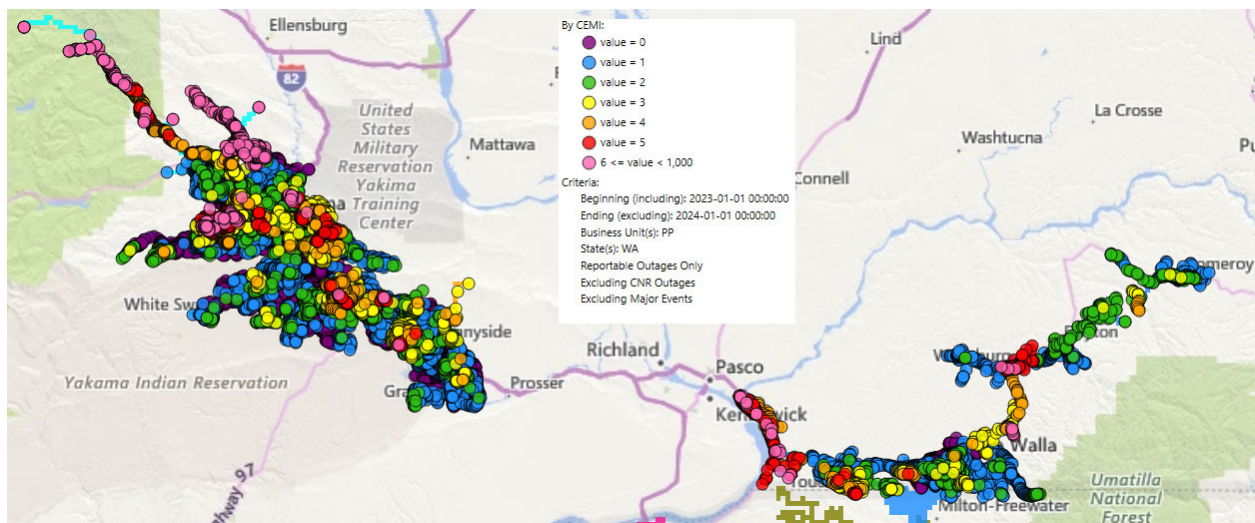 Ellensburg
82
United
States
Military
Reservation
Yakima
Training
Center
Mattawa
Lind
La Crosse
Washtucna
Connell
By CEMI:
value = 0
value = 1
value = 2
value = 3
value = 4
value = 5
6 <= value < 1,000
Criteria:
Beginning (including): 2023-01-01 00:00:00
Ending (excluding): 2024-01-01 00:00:00
Business Unit(s): PP
State(s): WA
Reportable Outages Only
Excluding CNR Outages
Excluding Major Events
White Sw
Yakama Indian Reservation
Prosser
Richland
Pasco
Walla
Milton-Freewater
Umatilla
National
Forest